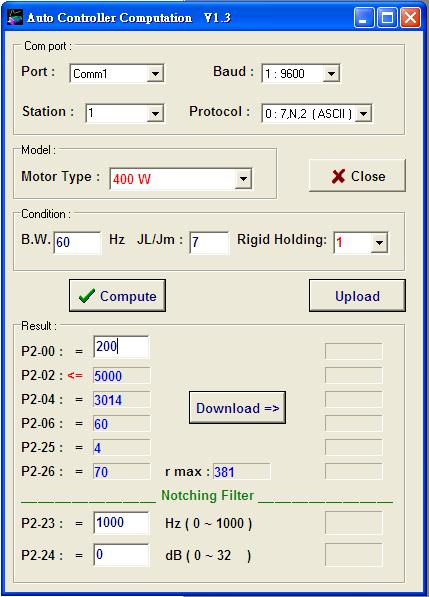 Auto Controller Computation V1.3
Com port :
Port : Comm1 Baud : 1 : 9600
Station : 1 Protocol : 0 : 7,N,2 ( ASCII )
Model :
Motor Type : 400 W
Close
Condition :
B.W. 60 Hz JL/Jm : 7 Rigid Holding: 1
Compute Upload
Result :
P2-00 : = 200
P2-02 : <= 5000
P2-04 : = 3014
Download =>
P2-06 : = 60
P2-25 : = 4
P2-26 : = 70 r max : 381
Notching Filter
P2-23 : = 1000 Hz ( 0 ~ 1000 )
P2-24 : = 0 dB ( 0 ~ 32 )